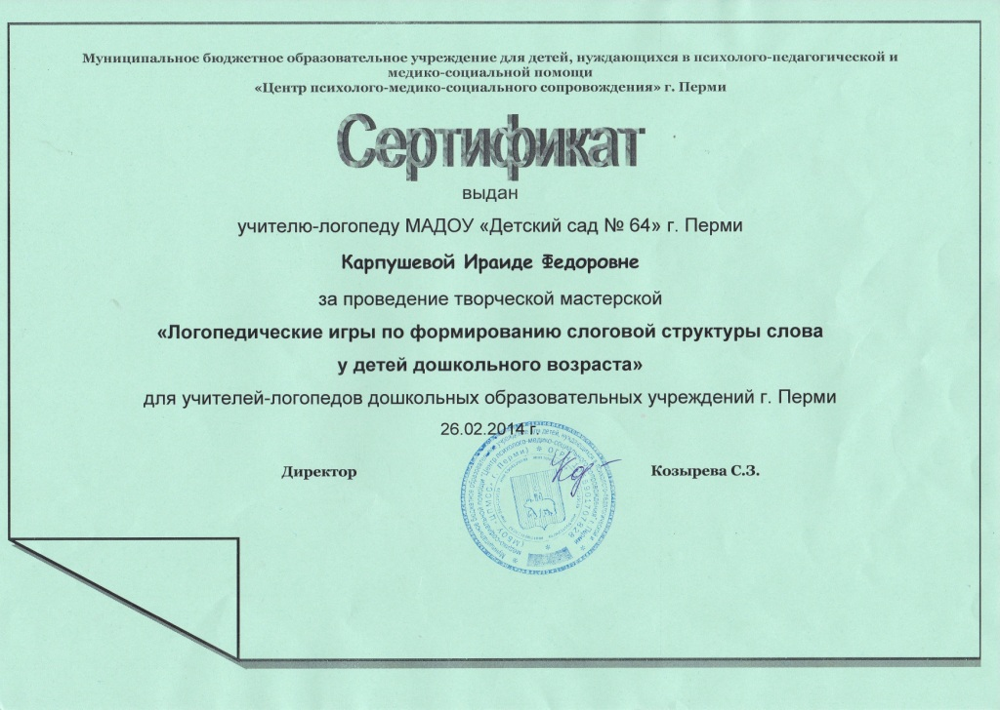 Муниципальное бюджетное образовательное учреждение для детей, нуждающихся в психолого-педагогической и
медико-социальной помощи
«Центр психолого-медико-социального сопровождения» г. Перми
Сертификат
выдан
учителю-логопеду МАДОУ «Детский сад № 64» г. Перми
Карпушевой Ираиде Федоровне
за проведение творческой мастерской
«Логопедические игры по формированию слоговой структуры слова
у детей дошкольного возраста»
для учителей-логопедов дошкольных образовательных учреждений г. Перми
26.02.2014 г.
Директор
Козырева С.З.